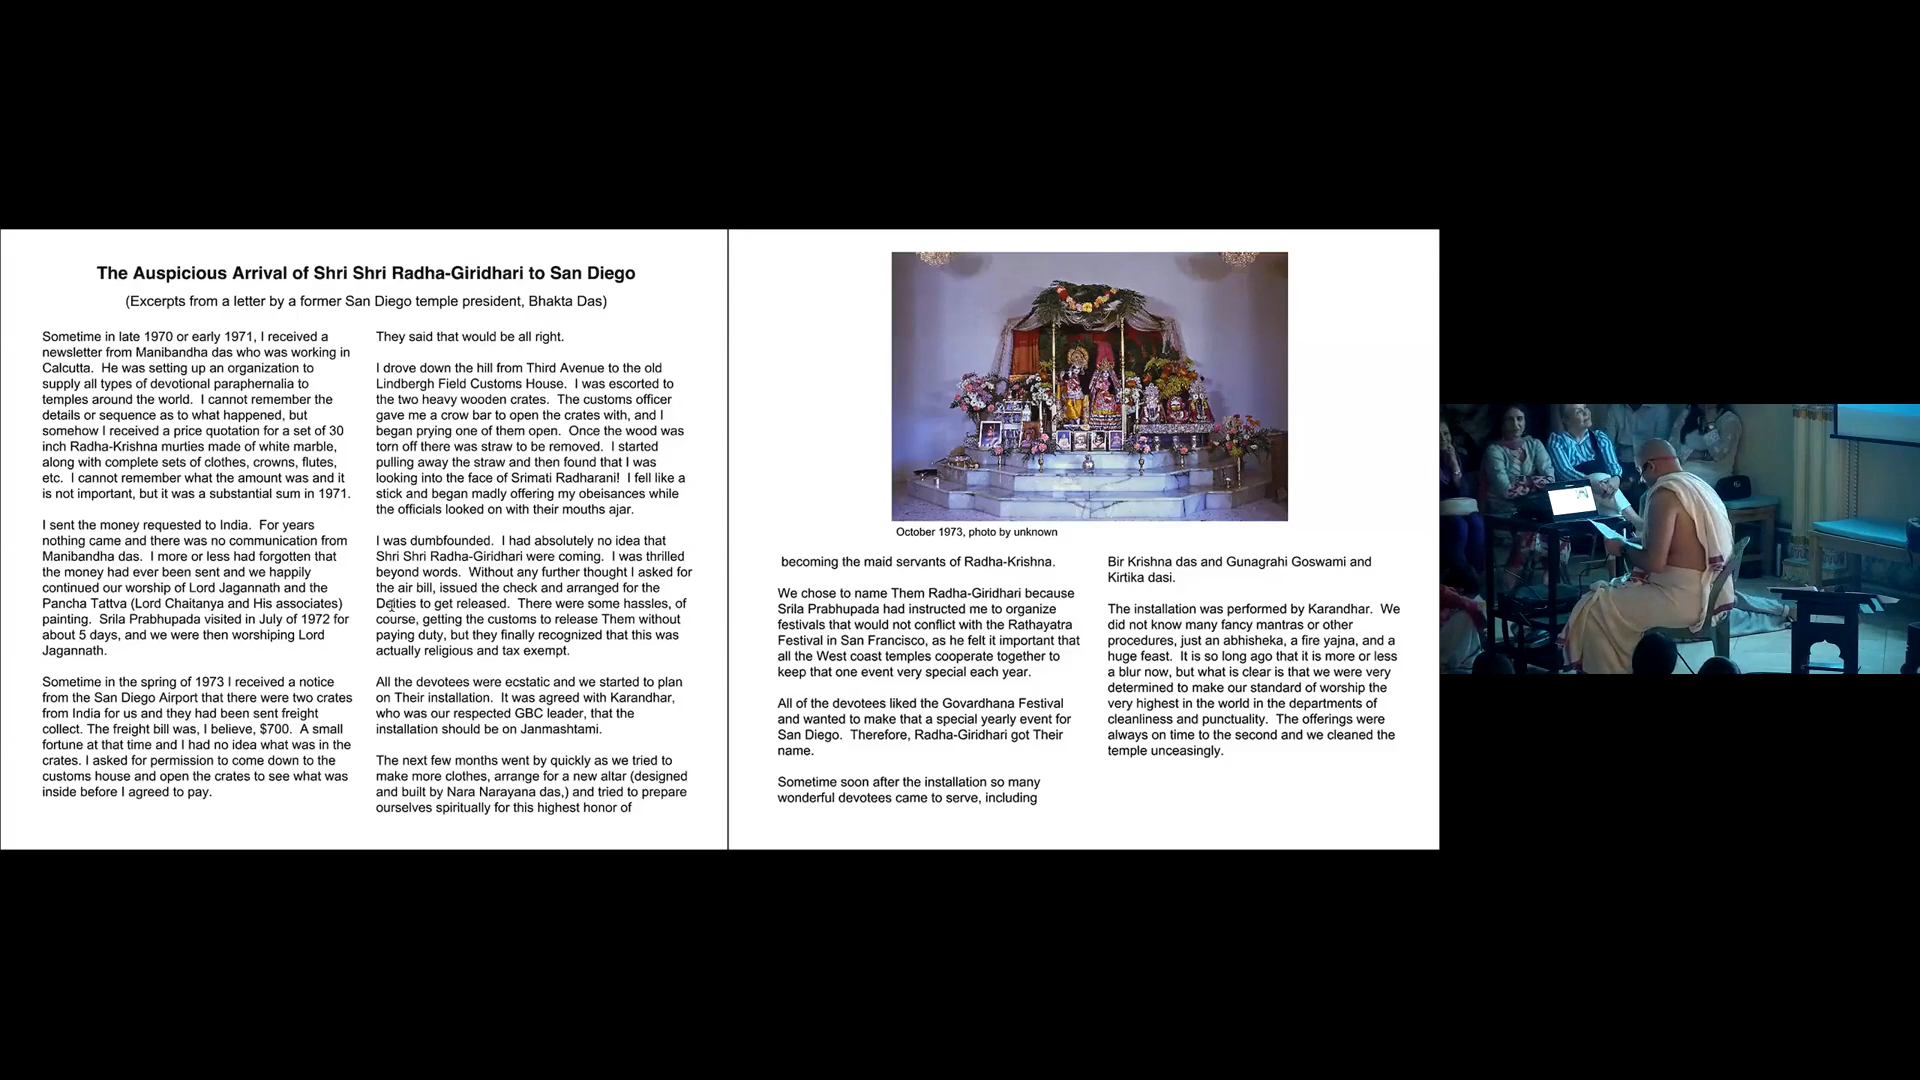 The Auspicious Arrival of Shri Shri Radha-Giridhari to San Diego
(Excerpts from a letter by a former San Diego temple president, Bhakta Das)
Sometime in late 1970 or early 1971, I received a
newsletter from Manibandha das who was working in
Calcutta.  He was setting up an organization to
supply all types of devotional paraphernalia to
temples around the world.  I cannot remember the
details or sequence as to what happened, but
somehow I received a price quotation for a set of 30
inch Radha-Krishna murties made of white marble,
along with complete sets of clothes, crowns, flutes,
etc.  I cannot remember what the amount was and it
is not important, but it was a substantial sum in 1971.
I sent the money requested to India.  For years
nothing came and there was no communication from
Manibandha das.  I more or less had forgotten that
the money had ever been sent and we happily
continued our worship of Lord Jagannath and the
Pancha Tattva (Lord Chaitanya and His associates)
painting.  Srila Prabhupada visited in July of 1972 for
about 5 days, and we were then worshiping Lord
Jagannath.
Sometime in the spring of 1973 I received a notice
from the San Diego Airport that there were two crates
from India for us and they had been sent freight
collect. The freight bill was, I believe, $700.  A small
fortune at that time and I had no idea what was in the
crates. I asked for permission to come down to the
customs house and open the crates to see what was
inside before I agreed to pay.
They said that would be all right.
I drove down the hill from Third Avenue to the old
Lindbergh Field Customs House.  I was escorted to
the two heavy wooden crates.  The customs officer
gave me a crow bar to open the crates with, and I
began prying one of them open.  Once the wood was
torn off there was straw to be removed.  I started
pulling away the straw and then found that I was
looking into the face of Srimati Radharani!  I fell like a
stick and began madly offering my obeisances while
the officials looked on with their mouths ajar.
I was dumbfounded.  I had absolutely no idea that
Shri Shri Radha-Giridhari were coming.  I was thrilled
beyond words.  Without any further thought I asked for
the air bill, issued the check and arranged for the
Deities to get released.  There were some hassles, of
course, getting the customs to release Them without
paying duty, but they finally recognized that this was
actually religious and tax exempt.
All the devotees were ecstatic and we started to plan
on Their installation.  It was agreed with Karandhar,
who was our respected GBC leader, that the
installation should be on Janmashtami.
The next few months went by quickly as we tried to
make more clothes, arrange for a new altar (designed
and built by Nara Narayana das,) and tried to prepare
ourselves spiritually for this highest honor of
October 1973, photo by unknown
becoming the maid servants of Radha-Krishna.
We chose to name Them Radha-Giridhari because
Srila Prabhupada had instructed me to organize
festivals that would not conflict with the Rathayatra
Festival in San Francisco, as he felt it important that
all the West coast temples cooperate together to
keep that one event very special each year.
All of the devotees liked the Govardhana Festival
and wanted to make that a special yearly event for
San Diego.  Therefore, Radha-Giridhari got Their
name.
Sometime soon after the installation so many
wonderful devotees came to serve, including
Bir Krishna das and Gunagrahi Goswami and
Kirtika dasi.
The installation was performed by Karandhar.  We
did not know many fancy mantras or other
procedures, just an abhisheka, a fire yajna, and a
huge feast.  It is so long ago that it is more or less
a blur now, but what is clear is that we were very
determined to make our standard of worship the
very highest in the world in the departments of
cleanliness and punctuality.  The offerings were
always on time to the second and we cleaned the
temple unceasingly.